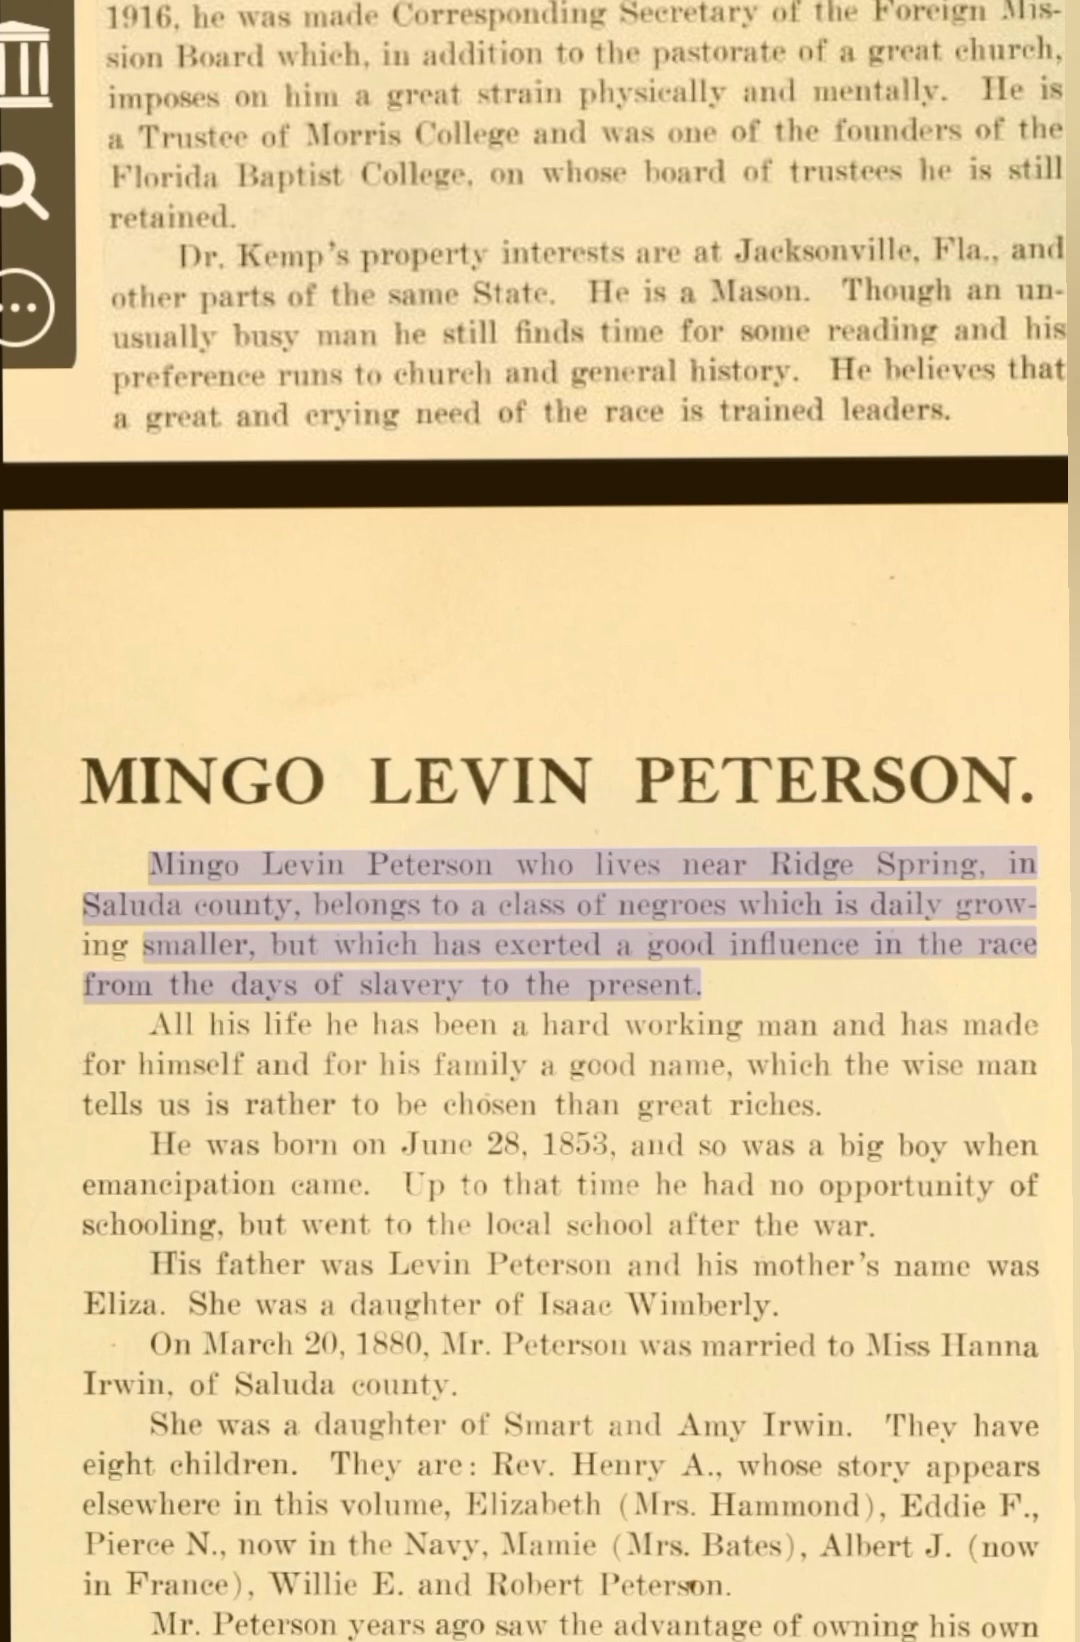 1916, he was made Corresponding Secretary of the Foreign Mis-
sion Board which, in addition to the pastorate of a great church,
imposes on him a great strain physically and mentally. He is
a Trustee of Morris College and was one of the founders of the
Florida Baptist College, on whose board of trustees he is still
retained.
Dr. Kemp's property interests are at Jacksonville, Fla., and
other parts of the same State. He is a Mason. Though an un-
usually busy man he still finds time for some reading and his
preference runs to church and general history. He believes that
a great and crying need of the race is trained leaders.
MINGO LEVIN PETERSON.
Mingo Levin Peterson who lives near Ridge Spring, in
Saluda county, belongs to a class of negroes which is daily grow-
ing smaller, but which has exerted a good influence in the race
from the days of slavery to the present.
All his life he has been a hard working man and has made
for himself and for his family a good name, which the wise man
tells us is rather to be chosen than great riches.
He was born on June 28, 1853, and so was a big boy when
emancipation came. Up to that time he had no opportunity of
schooling, but went to the local school after the war.
His father was Levin Peterson and his mother's name was
Eliza. She was a daughter of Isaac Wimberly.
On March 20, 1880, Mr. Peterson was married to Miss Hanna
Irwin, of Saluda county.
She was a daughter of Smart and Amy Irwin. They have
eight children. They are: Rev. Henry A., whose story appears
elsewhere in this volume, Elizabeth (Mrs. Hammond), Eddie F.,
Pierce N., now in the Navy, Mamie (Mrs. Bates), Albert J. (now
in France), Willie E. and Robert Peterson.
Mr. Peterson years ago saw the advantage of owning his own